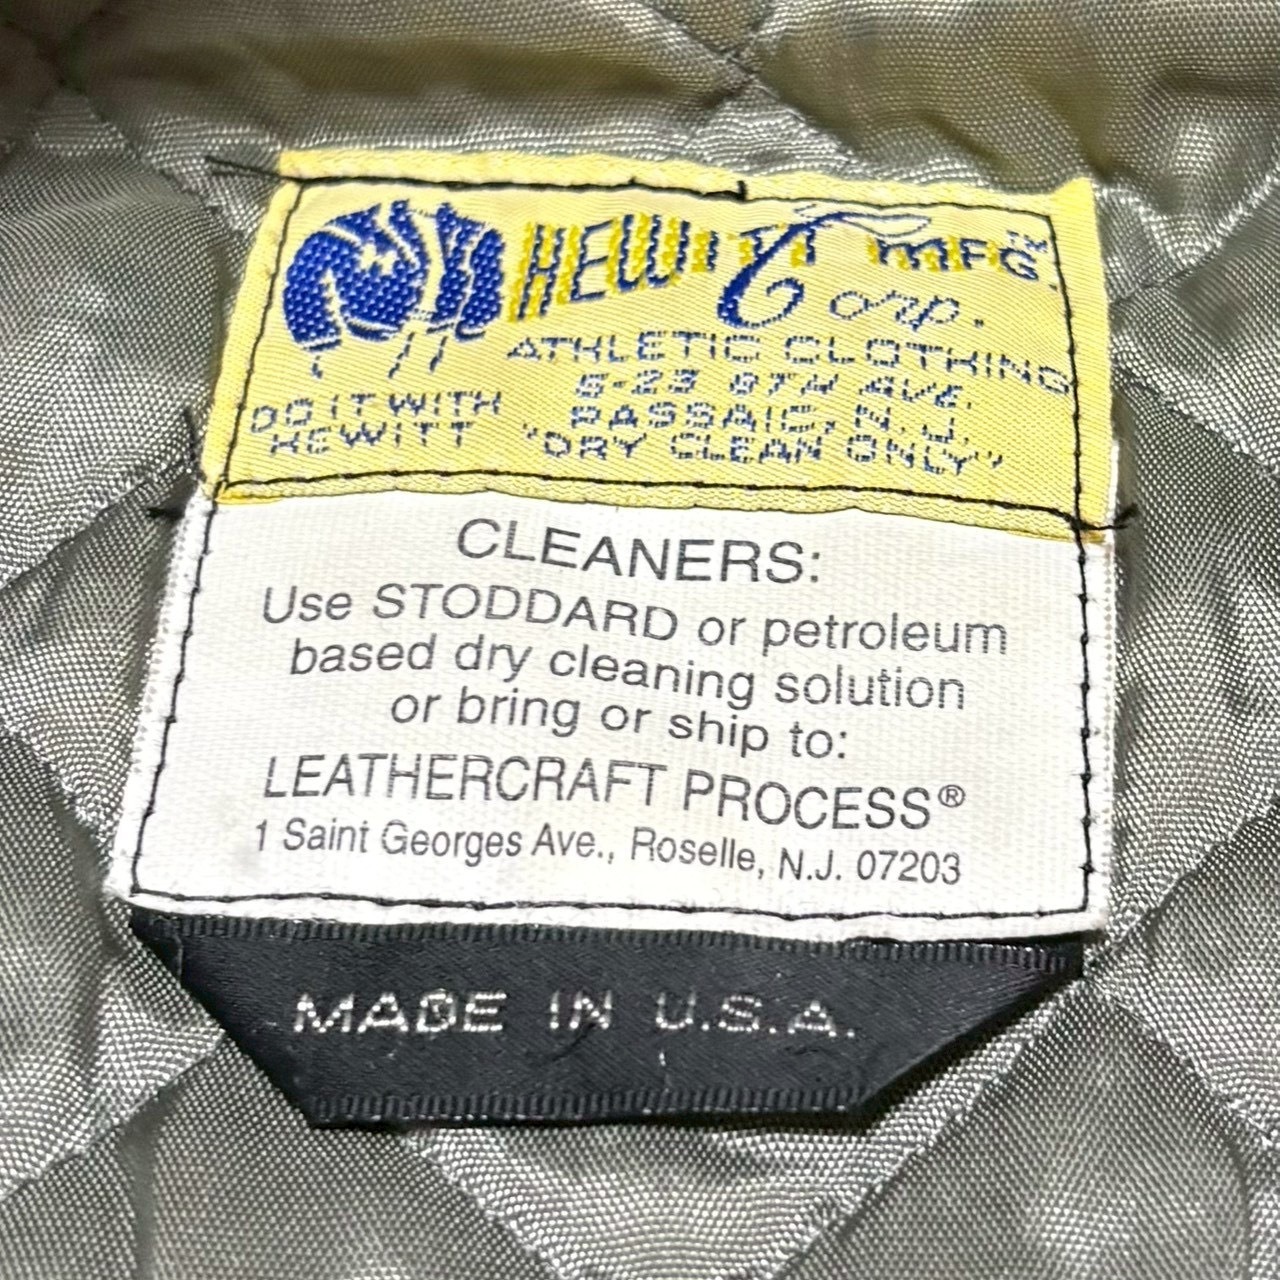 HEWITT MFG. TM
Corp.
ATHLETIC CLOTHING
5-23 8TH AVE.
PASSAIC, N.J.
"DRY CLEAN ONLY"
DO IT WITH
HEWITT
CLEANERS:
Use STODDARD or petroleum
based dry cleaning solution
or bring or ship to:
LEATHERCRAFT PROCESS®
1 Saint Georges Ave., Roselle, N.J. 07203
MADE IN U.S.A.